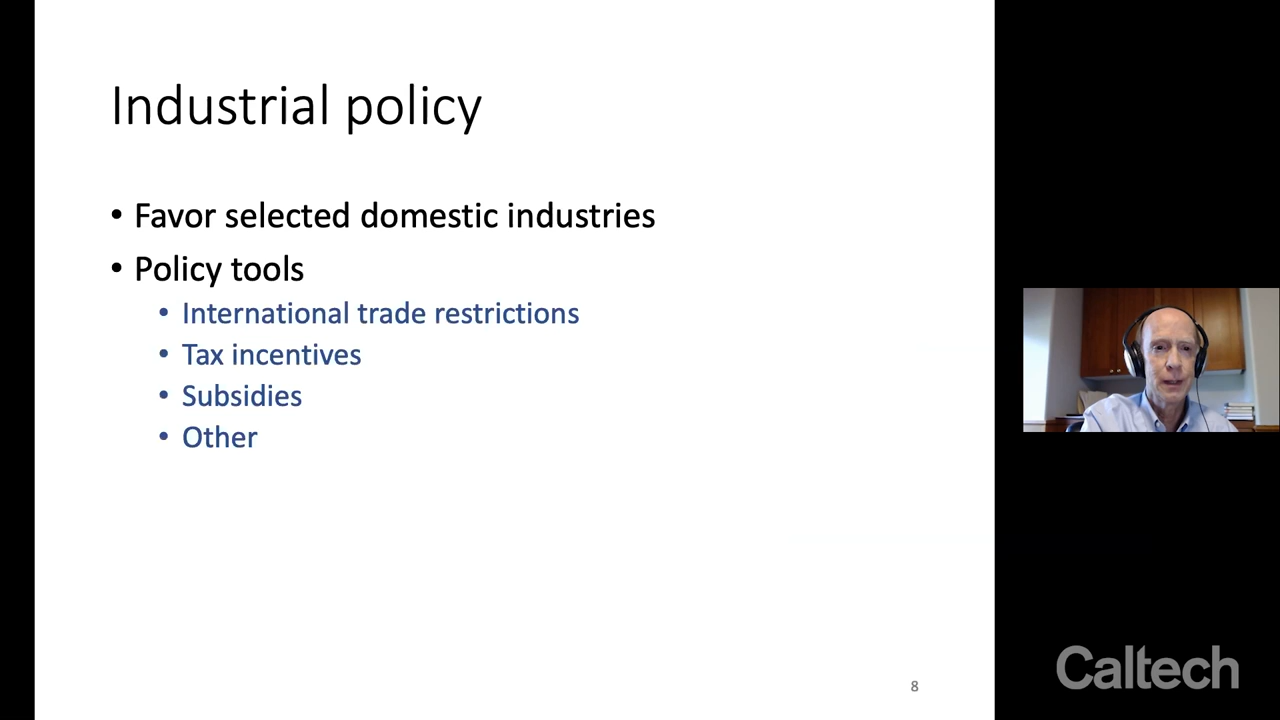 Industrial policy
• Favor selected domestic industries
• Policy tools
• International trade restrictions
• Tax incentives
• Subsidies
• Other
8
Caltech